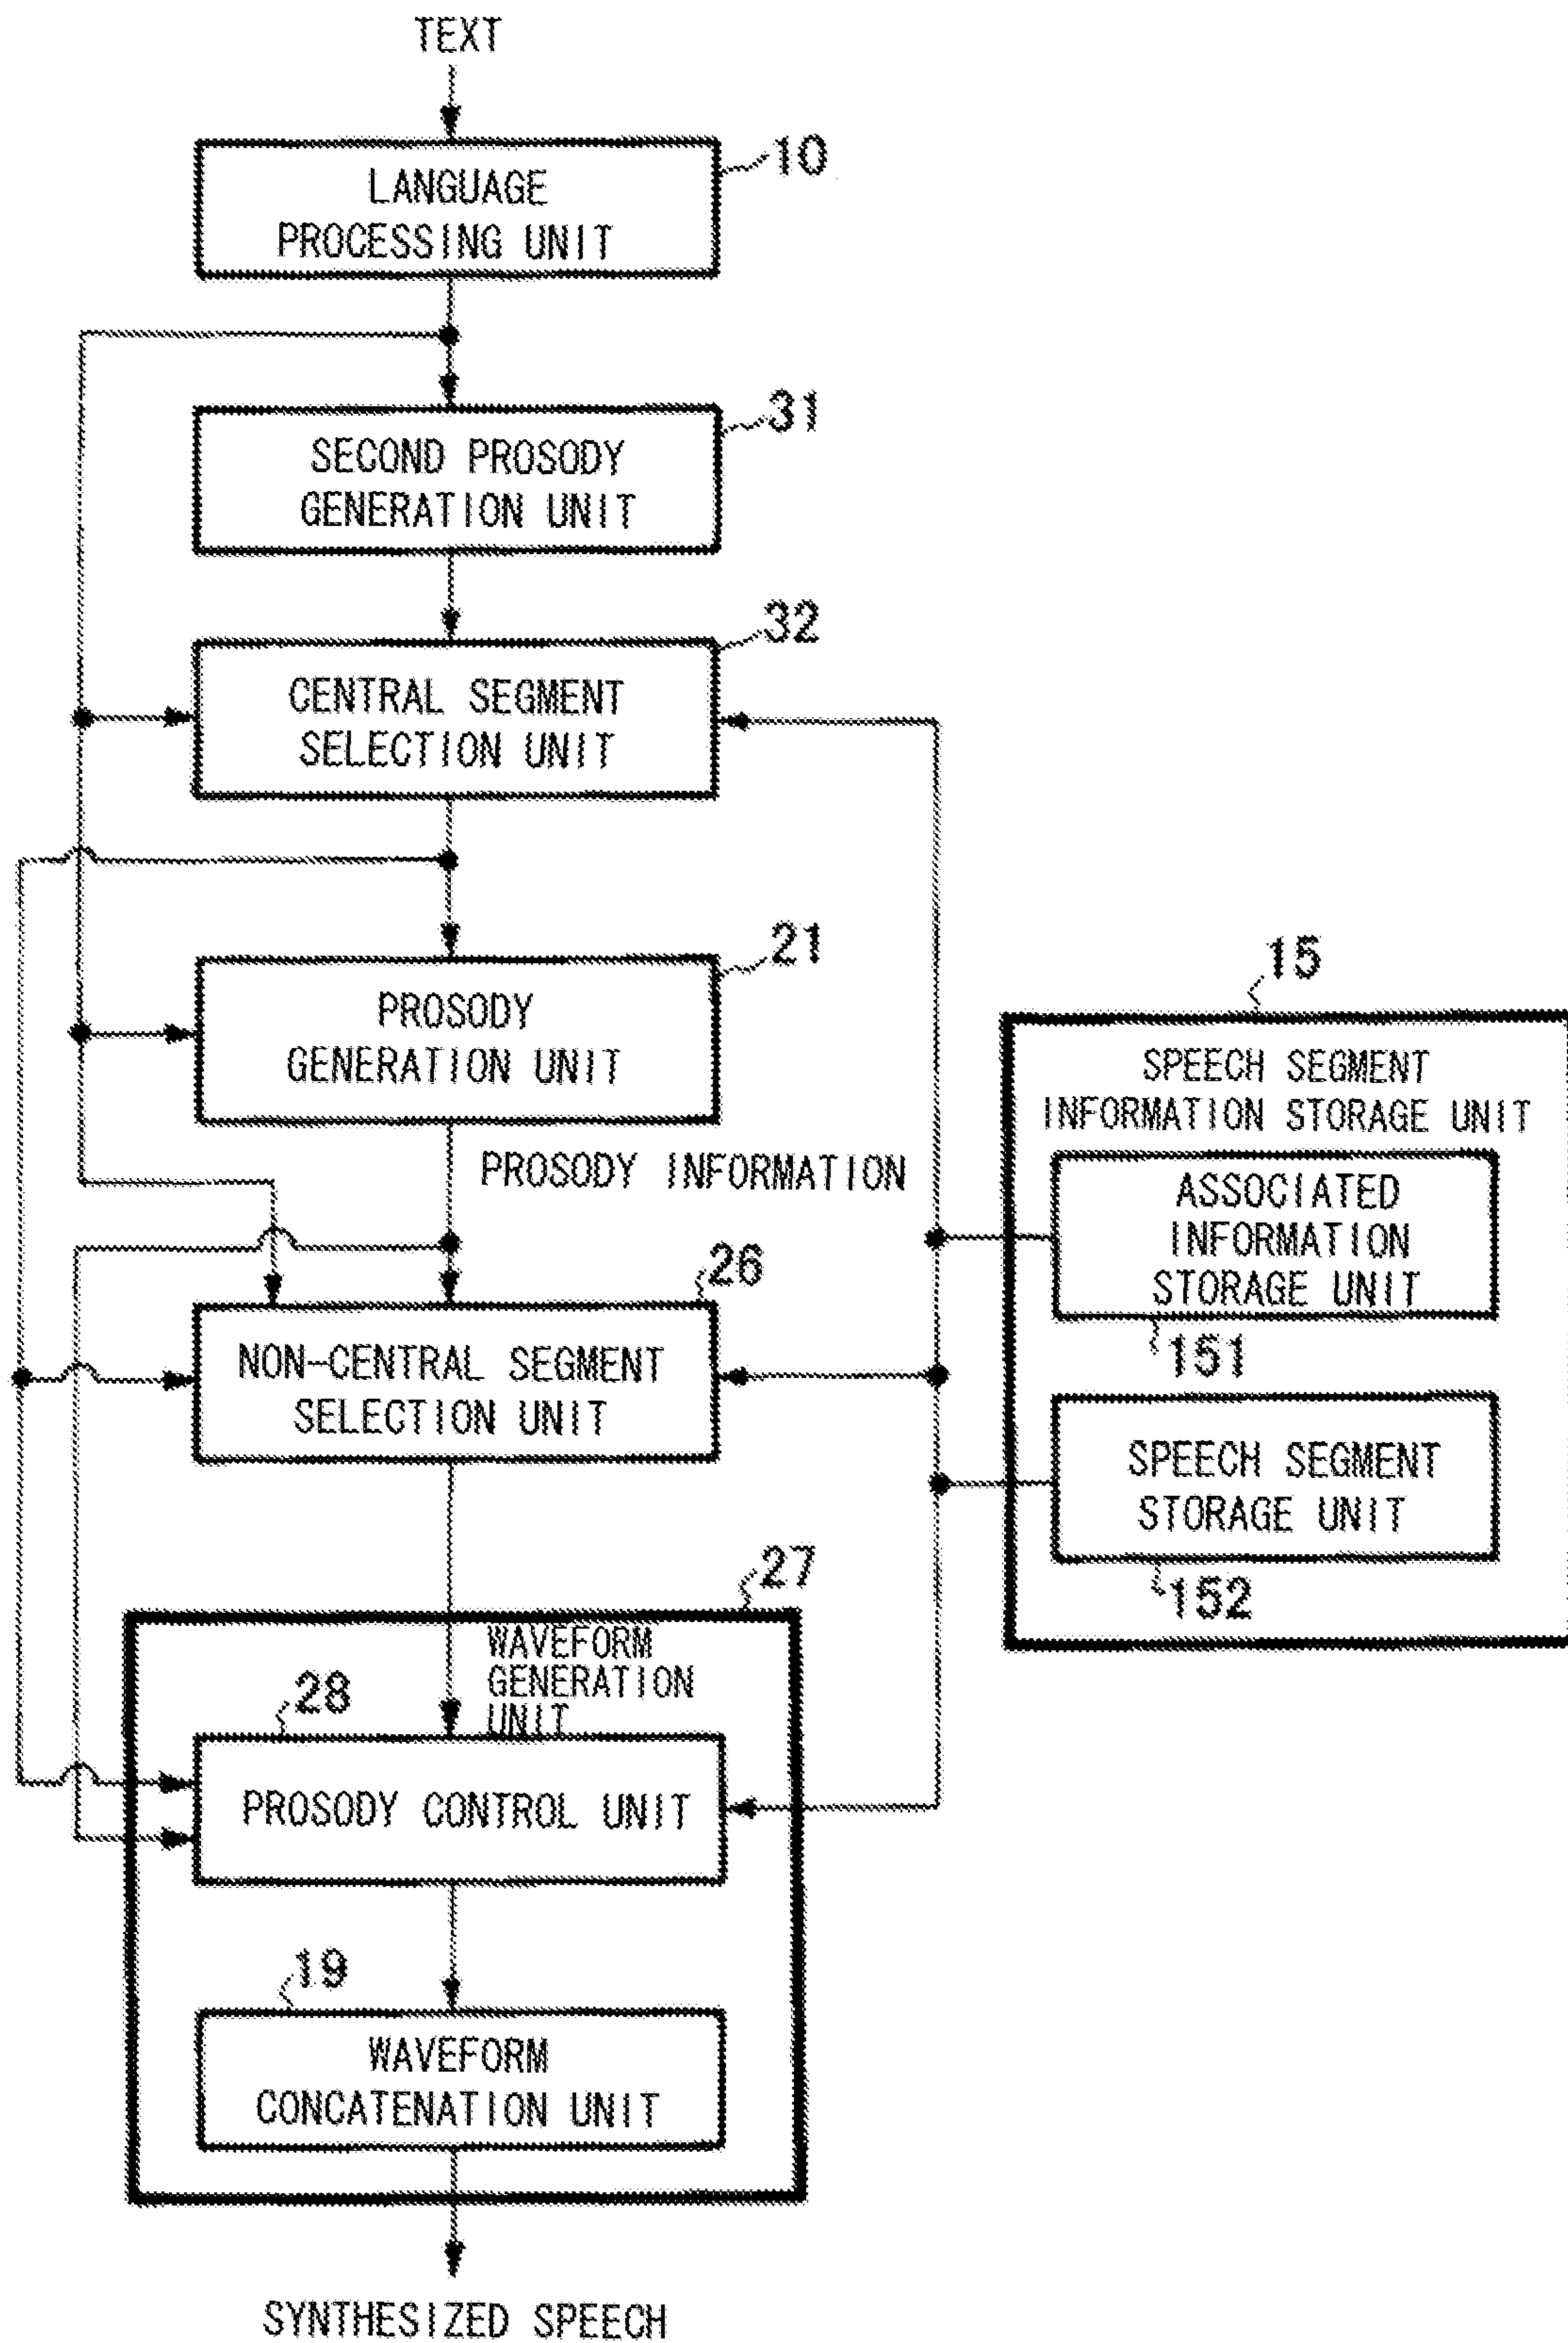 TEXT
10
LANGUAGE
PROCESSING UNIT
31
SECOND PROSODY
GENERATION UNIT
32
CENTRAL SEGMENT
SELECTION UNIT
21
PROSODY
GENERATION UNIT
PROSODY INFORMATION
26
NON-CENTRAL SEGMENT
SELECTION UNIT
15
SPEECH SEGMENT
INFORMATION STORAGE UNIT
ASSOCIATED
INFORMATION
STORAGE UNIT
151
SPEECH SEGMENT
STORAGE UNIT
152
27
WAVEFORM
GENERATION
UNIT
28
PROSODY CONTROL UNIT
19
WAVEFORM
CONCATENATION UNIT
SYNTHESIZED SPEECH